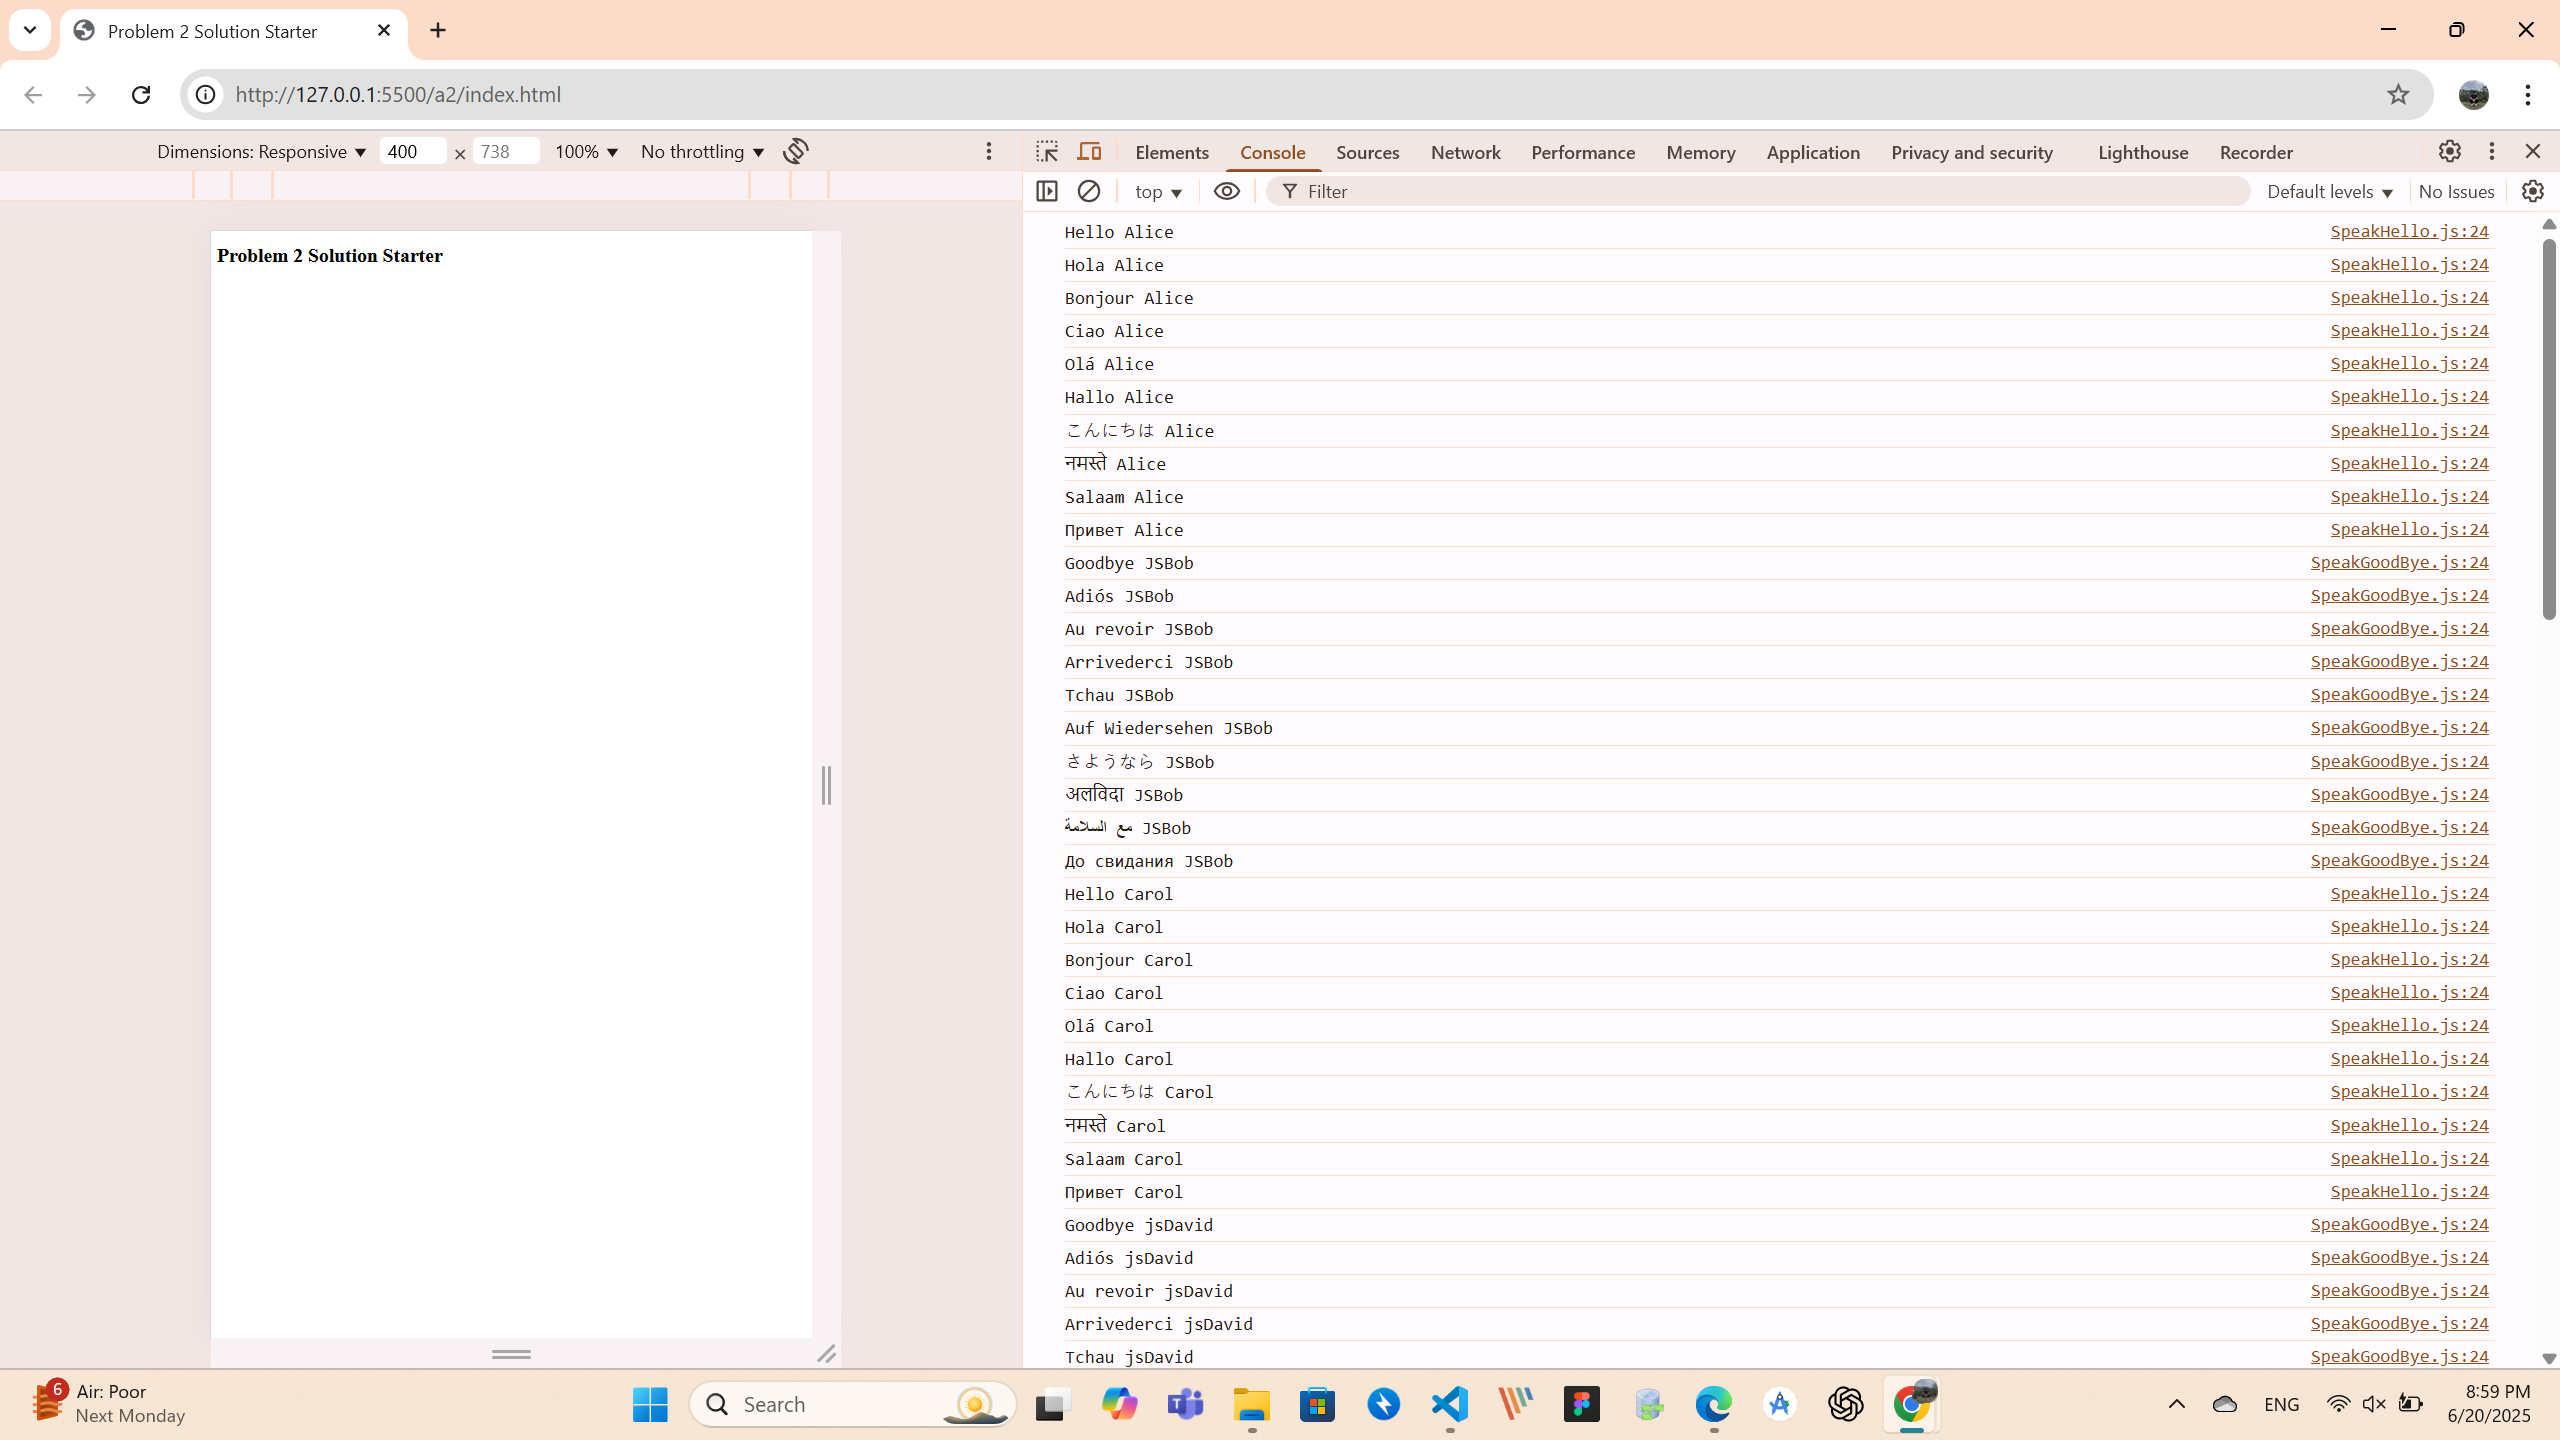 Problem 2 Solution Starter
http://127.0.0.1:5500/a2/index.html
Dimensions: Responsive 400 × 738 100% No throttling
Elements Console Sources Network Performance Memory Application Privacy and security Lighthouse Recorder
top Filter Default levels No Issues
Problem 2 Solution Starter
Hello Alice SpeakHello.js:24
Hola Alice SpeakHello.js:24
Bonjour Alice SpeakHello.js:24
Ciao Alice SpeakHello.js:24
Olá Alice SpeakHello.js:24
Hallo Alice SpeakHello.js:24
こんにちは Alice SpeakHello.js:24
नमस्ते Alice SpeakHello.js:24
Salaam Alice SpeakHello.js:24
Привет Alice SpeakHello.js:24
Goodbye JSBob SpeakGoodBye.js:24
Adiós JSBob SpeakGoodBye.js:24
Au revoir JSBob SpeakGoodBye.js:24
Arrivederci JSBob SpeakGoodBye.js:24
Tchau JSBob SpeakGoodBye.js:24
Auf Wiedersehen JSBob SpeakGoodBye.js:24
さようなら JSBob SpeakGoodBye.js:24
अलविदा JSBob SpeakGoodBye.js:24
مع السلامة JSBob SpeakGoodBye.js:24
До свидания JSBob SpeakGoodBye.js:24
Hello Carol SpeakHello.js:24
Hola Carol SpeakHello.js:24
Bonjour Carol SpeakHello.js:24
Ciao Carol SpeakHello.js:24
Olá Carol SpeakHello.js:24
Hallo Carol SpeakHello.js:24
こんにちは Carol SpeakHello.js:24
नमस्ते Carol SpeakHello.js:24
Salaam Carol SpeakHello.js:24
Привет Carol SpeakHello.js:24
Goodbye jsDavid SpeakGoodBye.js:24
Adiós jsDavid SpeakGoodBye.js:24
Au revoir jsDavid SpeakGoodBye.js:24
Arrivederci jsDavid SpeakGoodBye.js:24
Tchau jsDavid SpeakGoodBye.js:24
6
Air: Poor
Next Monday
Search
ENG
8:59 PM
6/20/2025